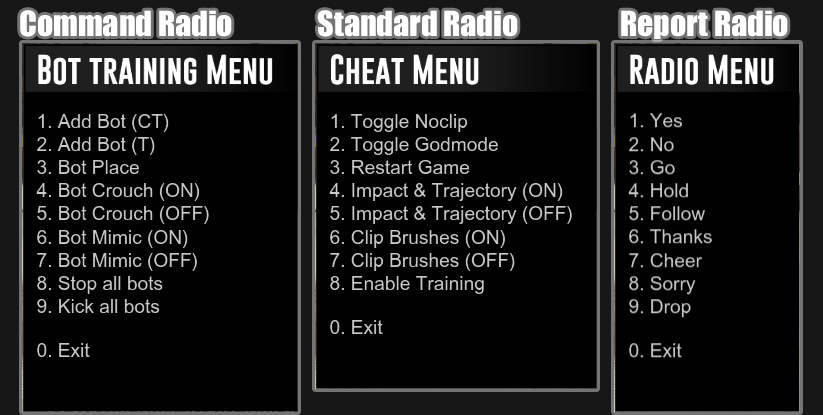 Command Radio
BOT TRAINING MENU
1. Add Bot (CT)
2. Add Bot (T)
3. Bot Place
4. Bot Crouch (ON)
5. Bot Crouch (OFF)
6. Bot Mimic (ON)
7. Bot Mimic (OFF)
8. Stop all bots
9. Kick all bots
0. Exit
Standard Radio
CHEAT MENU
1. Toggle Noclip
2. Toggle Godmode
3. Restart Game
4. Impact & Trajectory (ON)
5. Impact & Trajectory (OFF)
6. Clip Brushes (ON)
7. Clip Brushes (OFF)
8. Enable Training
0. Exit
Report Radio
RADIO MENU
1. Yes
2. No
3. Go
4. Hold
5. Follow
6. Thanks
7. Cheer
8. Sorry
9. Drop
0. Exit